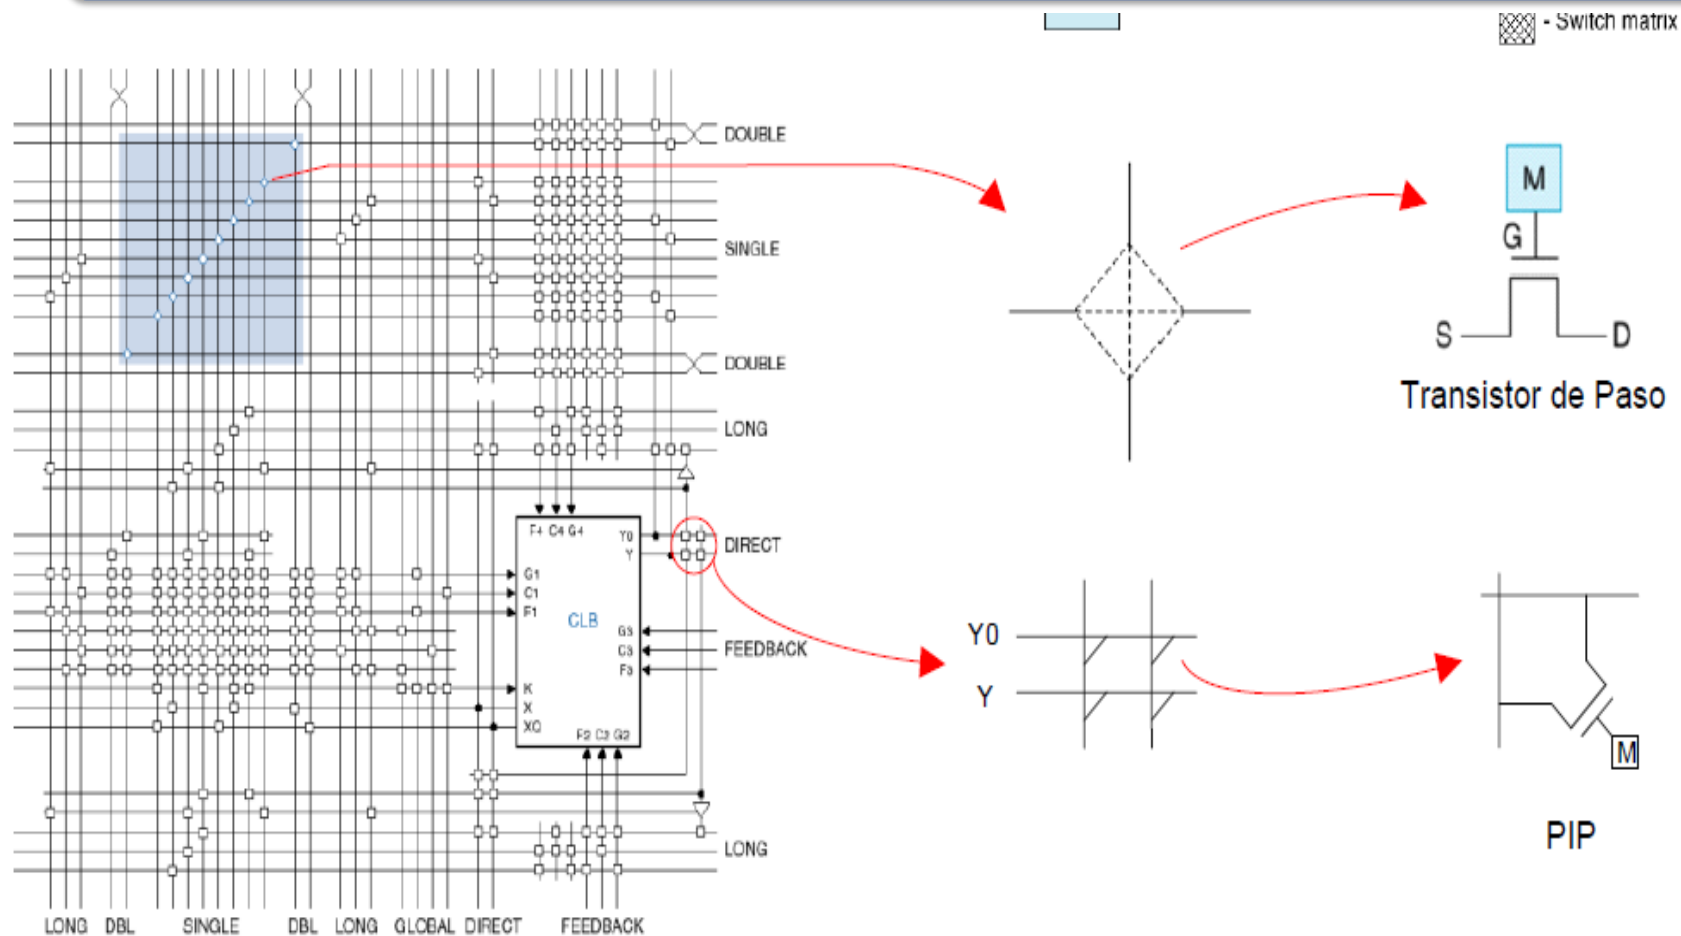 - Switch matrix
DOUBLE
SINGLE
DOUBLE
LONG
DIRECT
FEEDBACK
LONG
F4 C4 G4
Y0
Y
G1
C1
F1
CLB
G3
C3
F3
K
X
XQ
F2 C2 G2
LONG DBL SINGLE DBL LONG GLOBAL DIRECT FEEDBACK
M
G
S
D
Transistor de Paso
Y0
Y
M
PIP